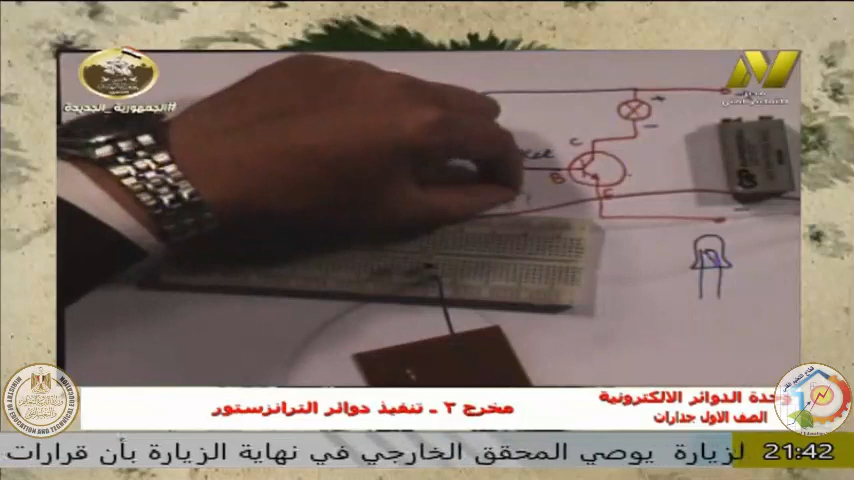 #الجمهورية_الجديدة
C
B
E
+
-
وحدة الدوائر الالكترونية
الصف الاول جدارات
مخرج ٣ - تنفيذ دوائر الترانزستور
لزيارة يوصي المحقق الخارجي في نهاية الزيارة بأن قرارات
21:42